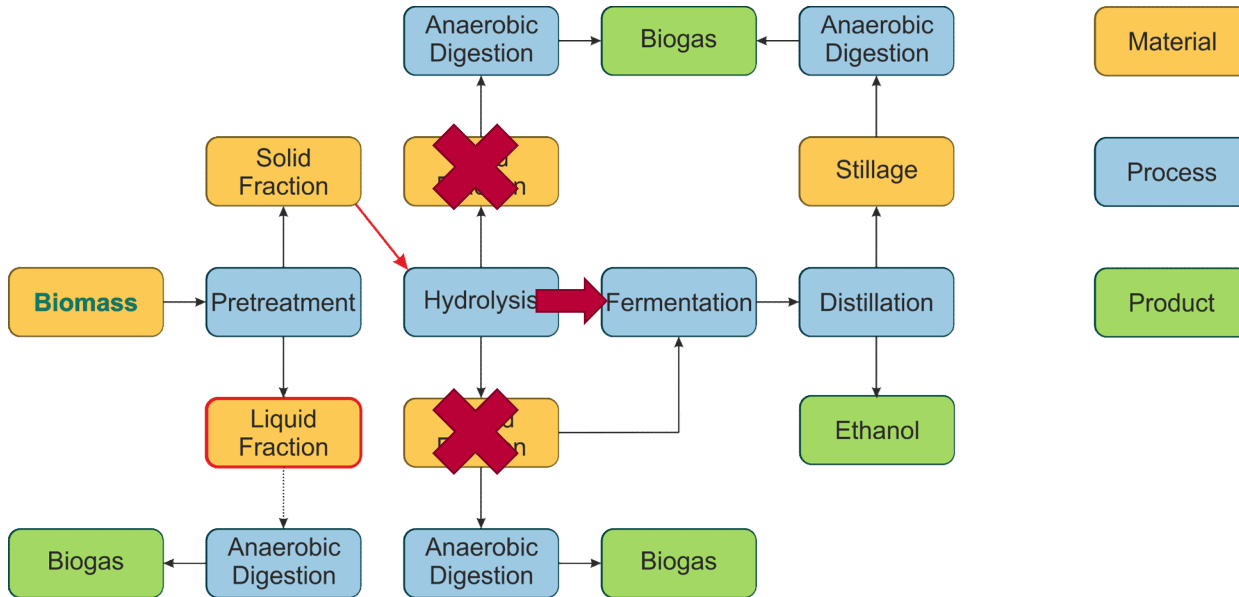 Anaerobic
Digestion
Biogas
Anaerobic
Digestion
Material
Solid
Fraction
Stillage
Process
Biomass
Pretreatment
Hydrolysis
Fermentation
Distillation
Product
Liquid
Fraction
Ethanol
Biogas
Anaerobic
Digestion
Anaerobic
Digestion
Biogas